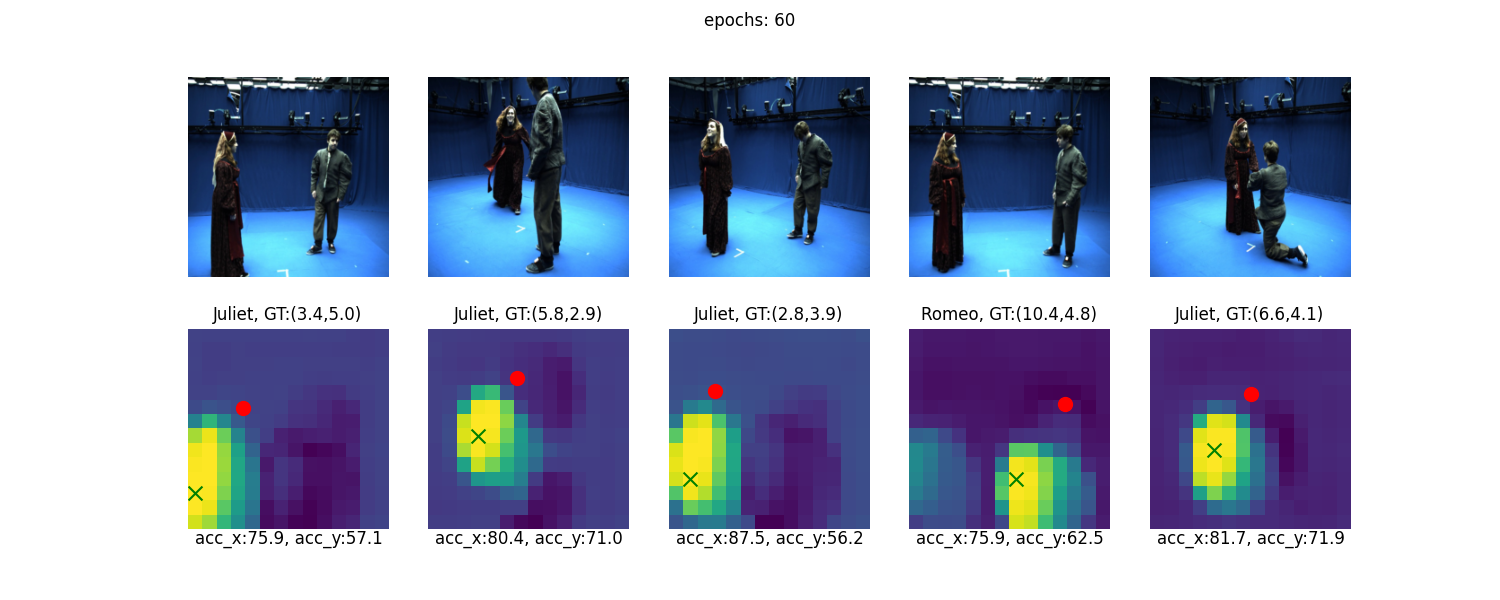 epochs: 60
Juliet, GT:(3.4,5.0)
Juliet, GT:(5.8,2.9)
Juliet, GT:(2.8,3.9)
Romeo, GT:(10.4,4.8)
Juliet, GT:(6.6,4.1)
acc_x:75.9, acc_y:57.1
acc_x:80.4, acc_y:71.0
acc_x:87.5, acc_y:56.2
acc_x:75.9, acc_y:62.5
acc_x:81.7, acc_y:71.9